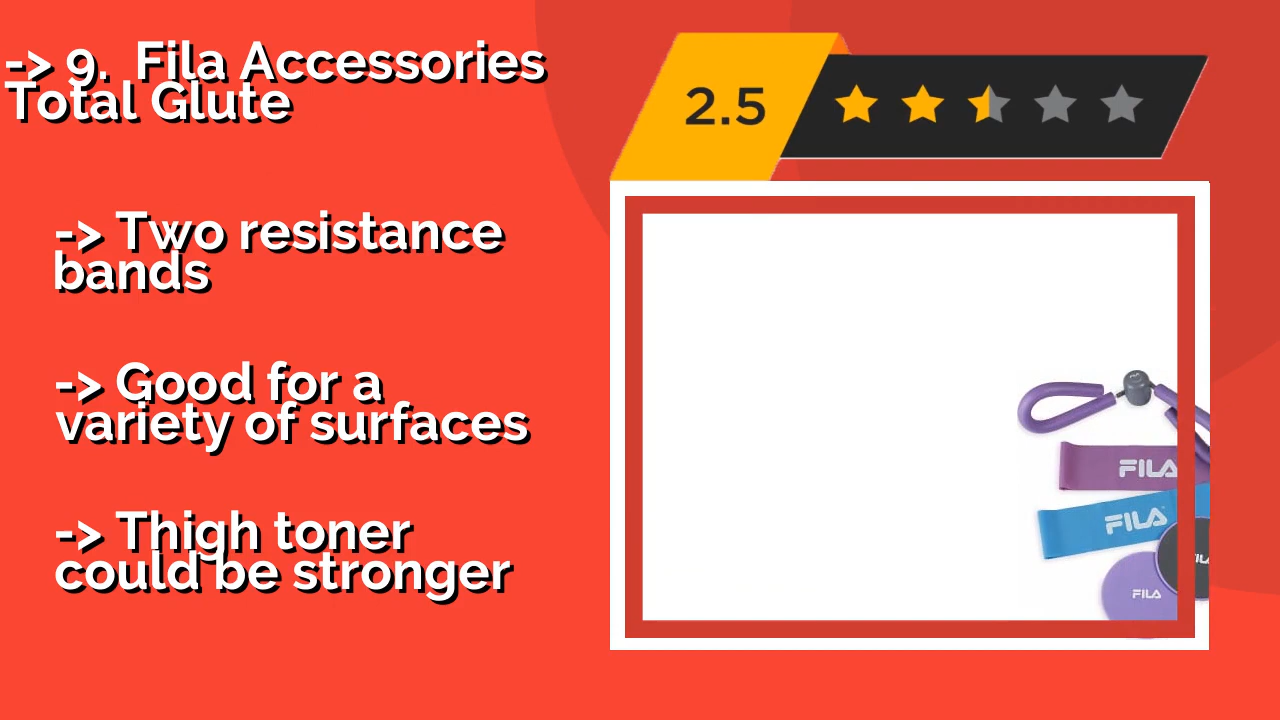 -> 9.  Fila Accessories
Total Glute
2.5
-> Two resistance
bands
-> Good for a
variety of surfaces
-> Thigh toner
could be stronger
FILA
FILA
FILA